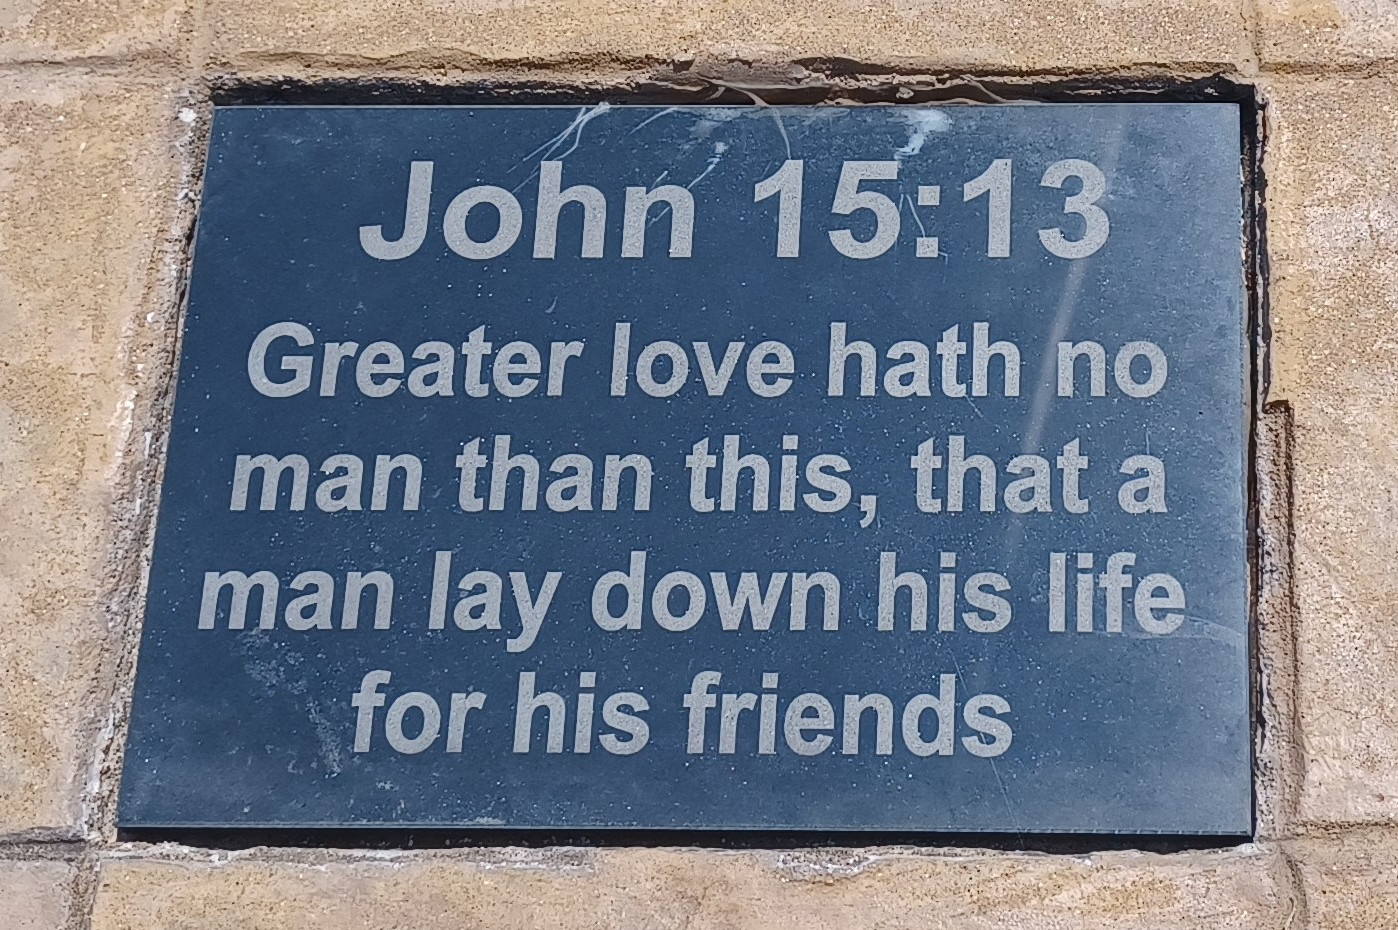 John 15:13
Greater love hath no
man than this, that a
man lay down his life
for his friends